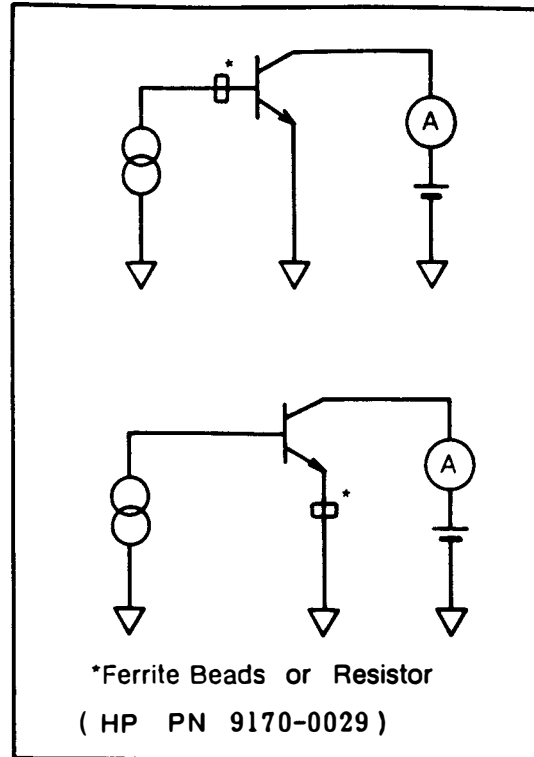 *
A
*
A
*Ferrite Beads or Resistor
( HP PN 9170-0029 )